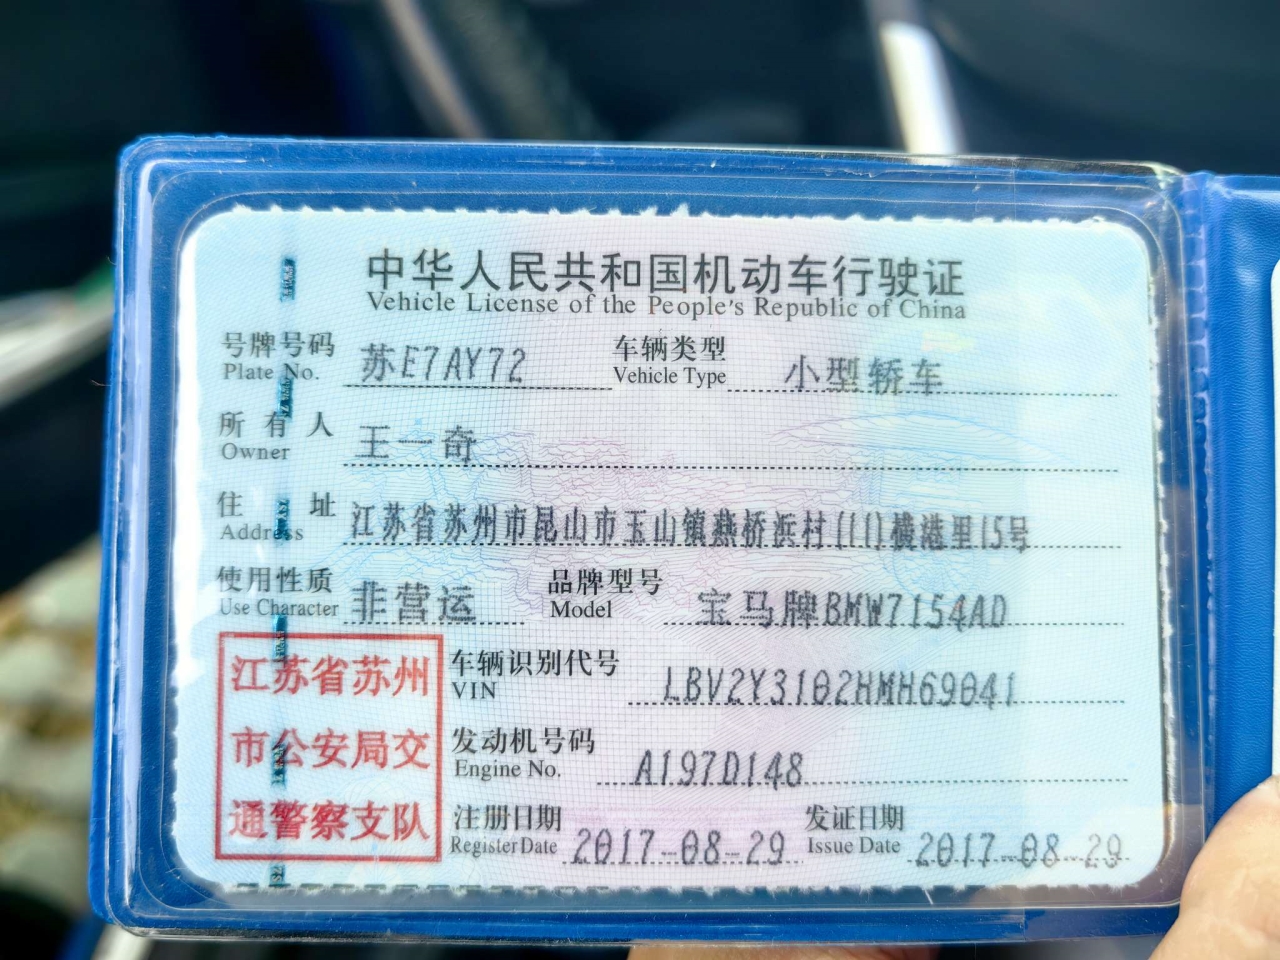 中华人民共和国机动车行驶证
Vehicle License of the People's Republic of China
号牌号码 苏E7AY72 车辆类型 小型轿车
Plate No. Vehicle Type
所有人 王一奇
Owner
住址 江苏省苏州市昆山市玉山镇燕桥浜村(11)横港里15号
Address
使用性质 非营运 品牌型号 宝马牌BMW7154AD
Use Character Model
江苏省苏州
市公安局交
通警察支队
车辆识别代号 LBV2Y3102HMH69041
VIN
发动机号码 A197D148
Engine No.
注册日期 2017-08-29 发证日期 2017-08-29
Register Date Issue Date